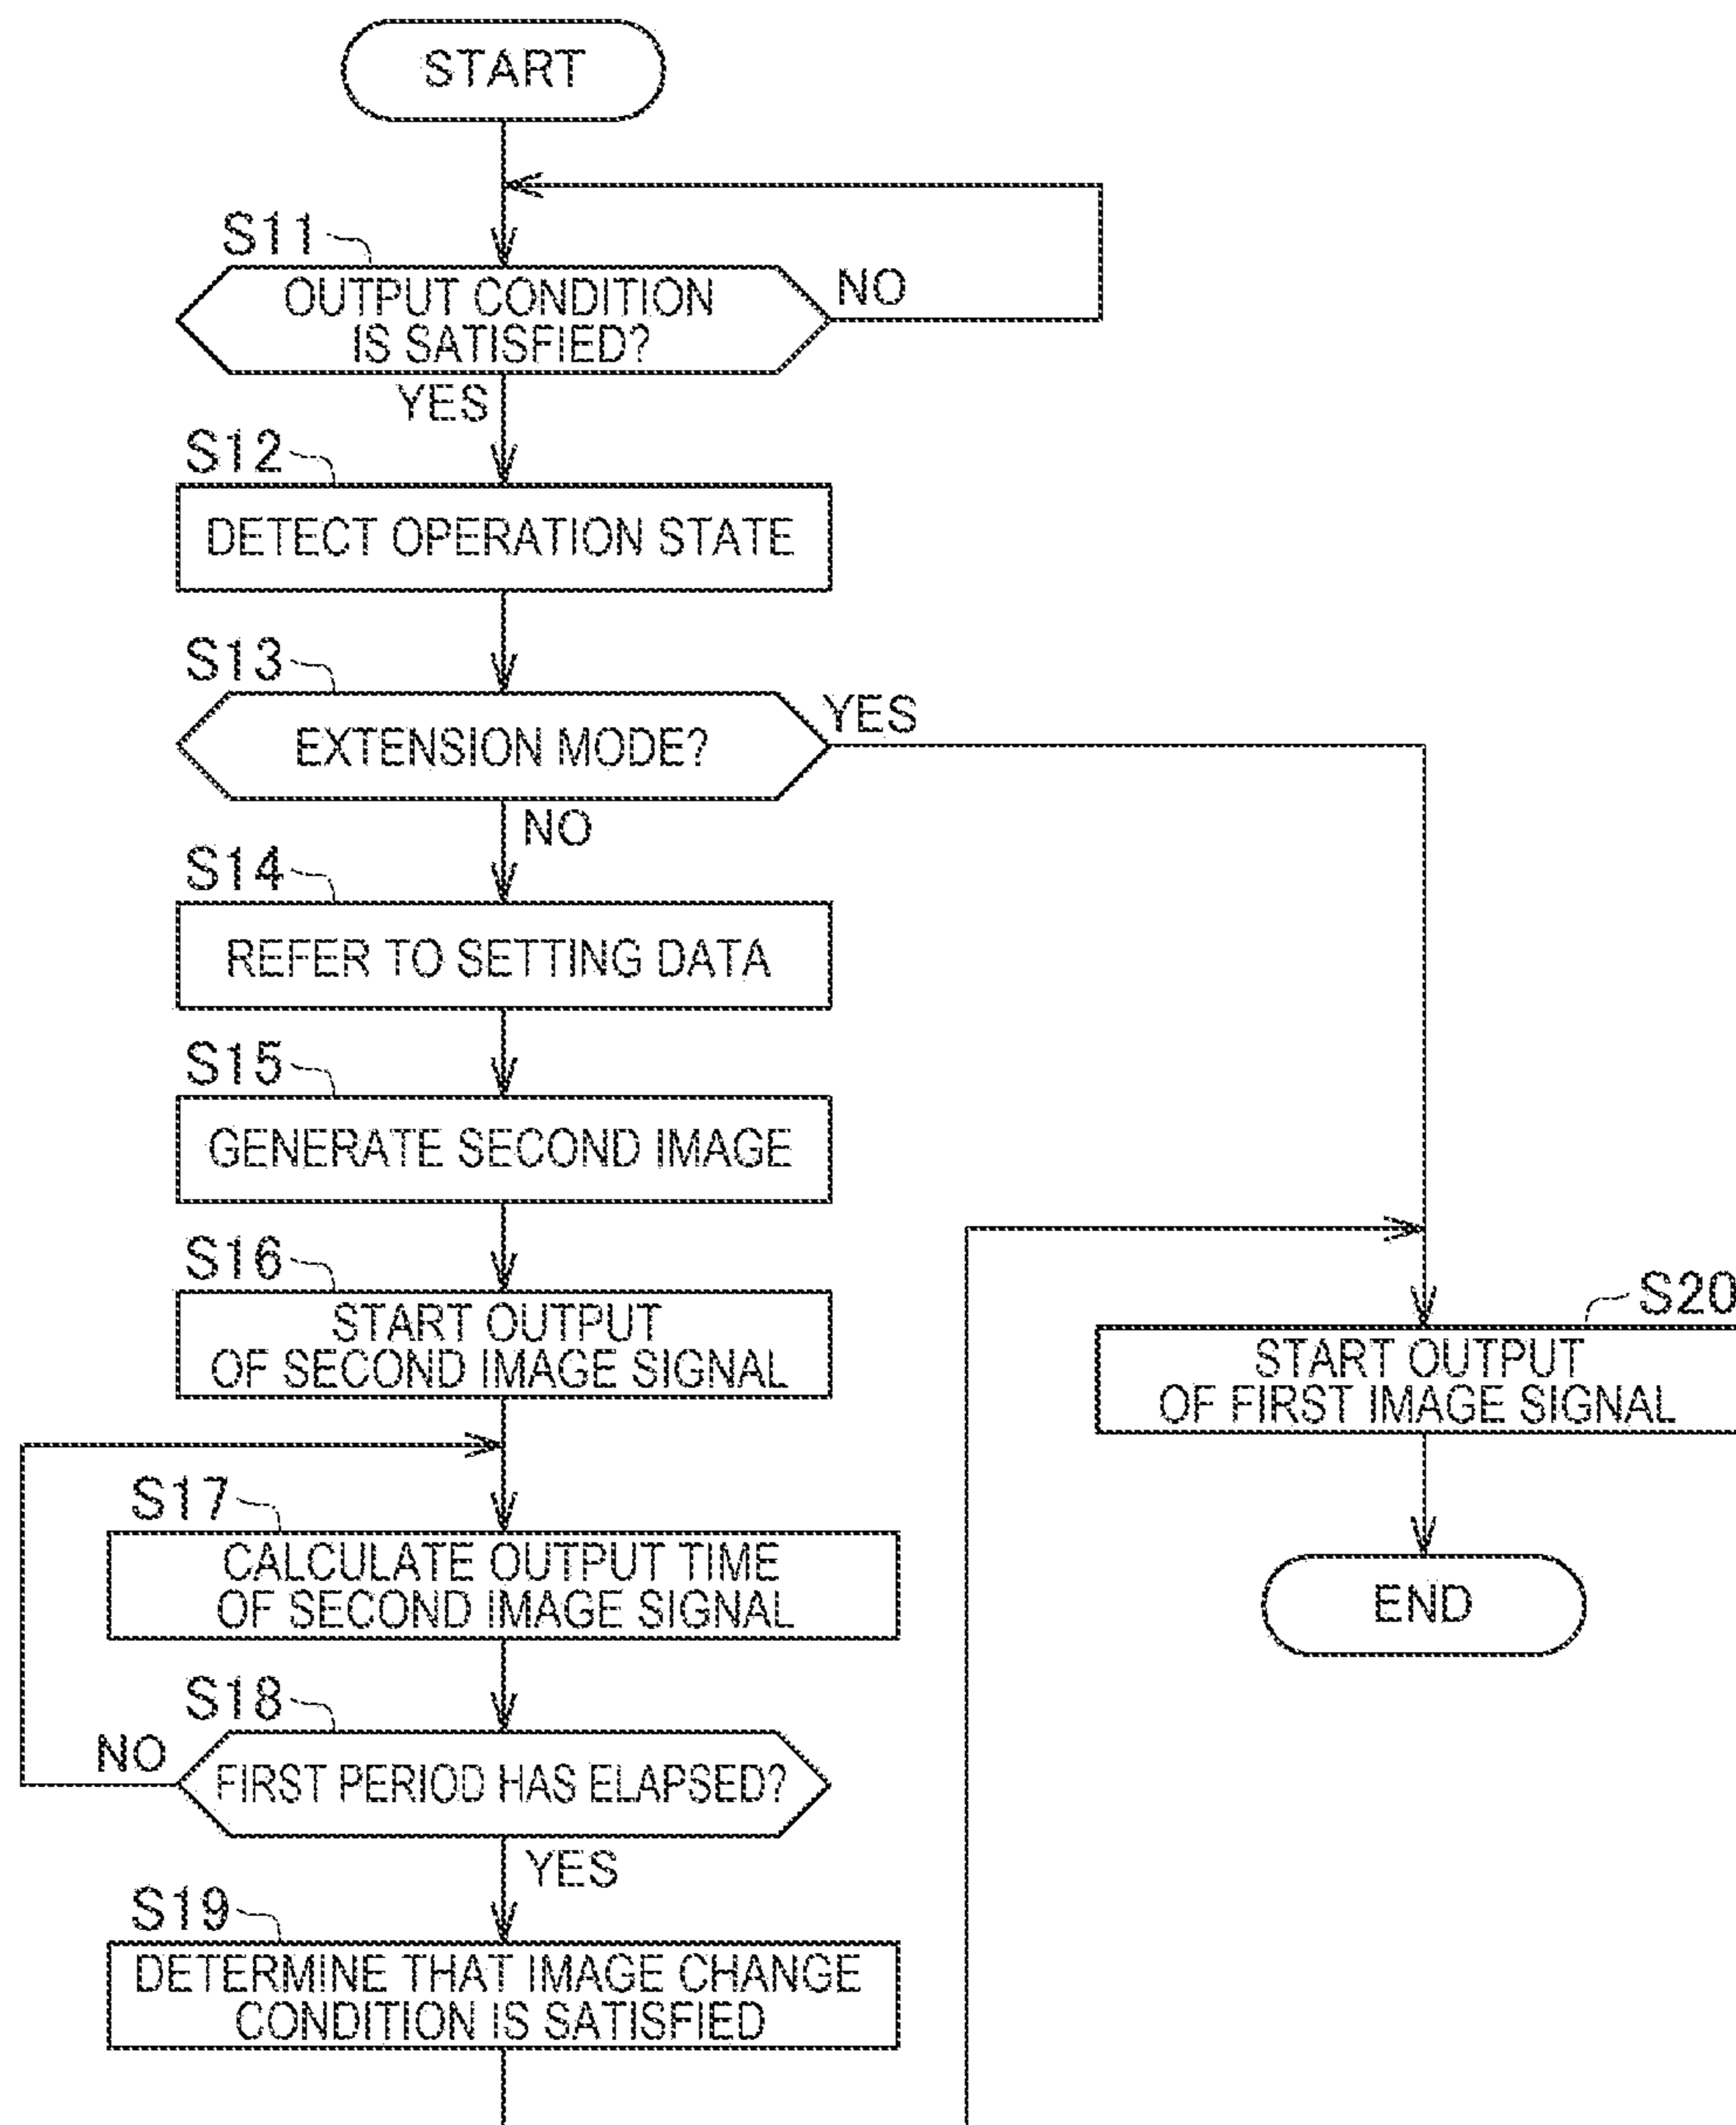 START
S11
OUTPUT CONDITION
IS SATISFIED?
NO
YES
S12
DETECT OPERATION STATE
S13
EXTENSION MODE?
YES
NO
S14
REFER TO SETTING DATA
S15
GENERATE SECOND IMAGE
S16
START OUTPUT
OF SECOND IMAGE SIGNAL
S20
START OUTPUT
OF FIRST IMAGE SIGNAL
S17
CALCULATE OUTPUT TIME
OF SECOND IMAGE SIGNAL
END
S18
NO
FIRST PERIOD HAS ELAPSED?
YES
S19
DETERMINE THAT IMAGE CHANGE
CONDITION IS SATISFIED